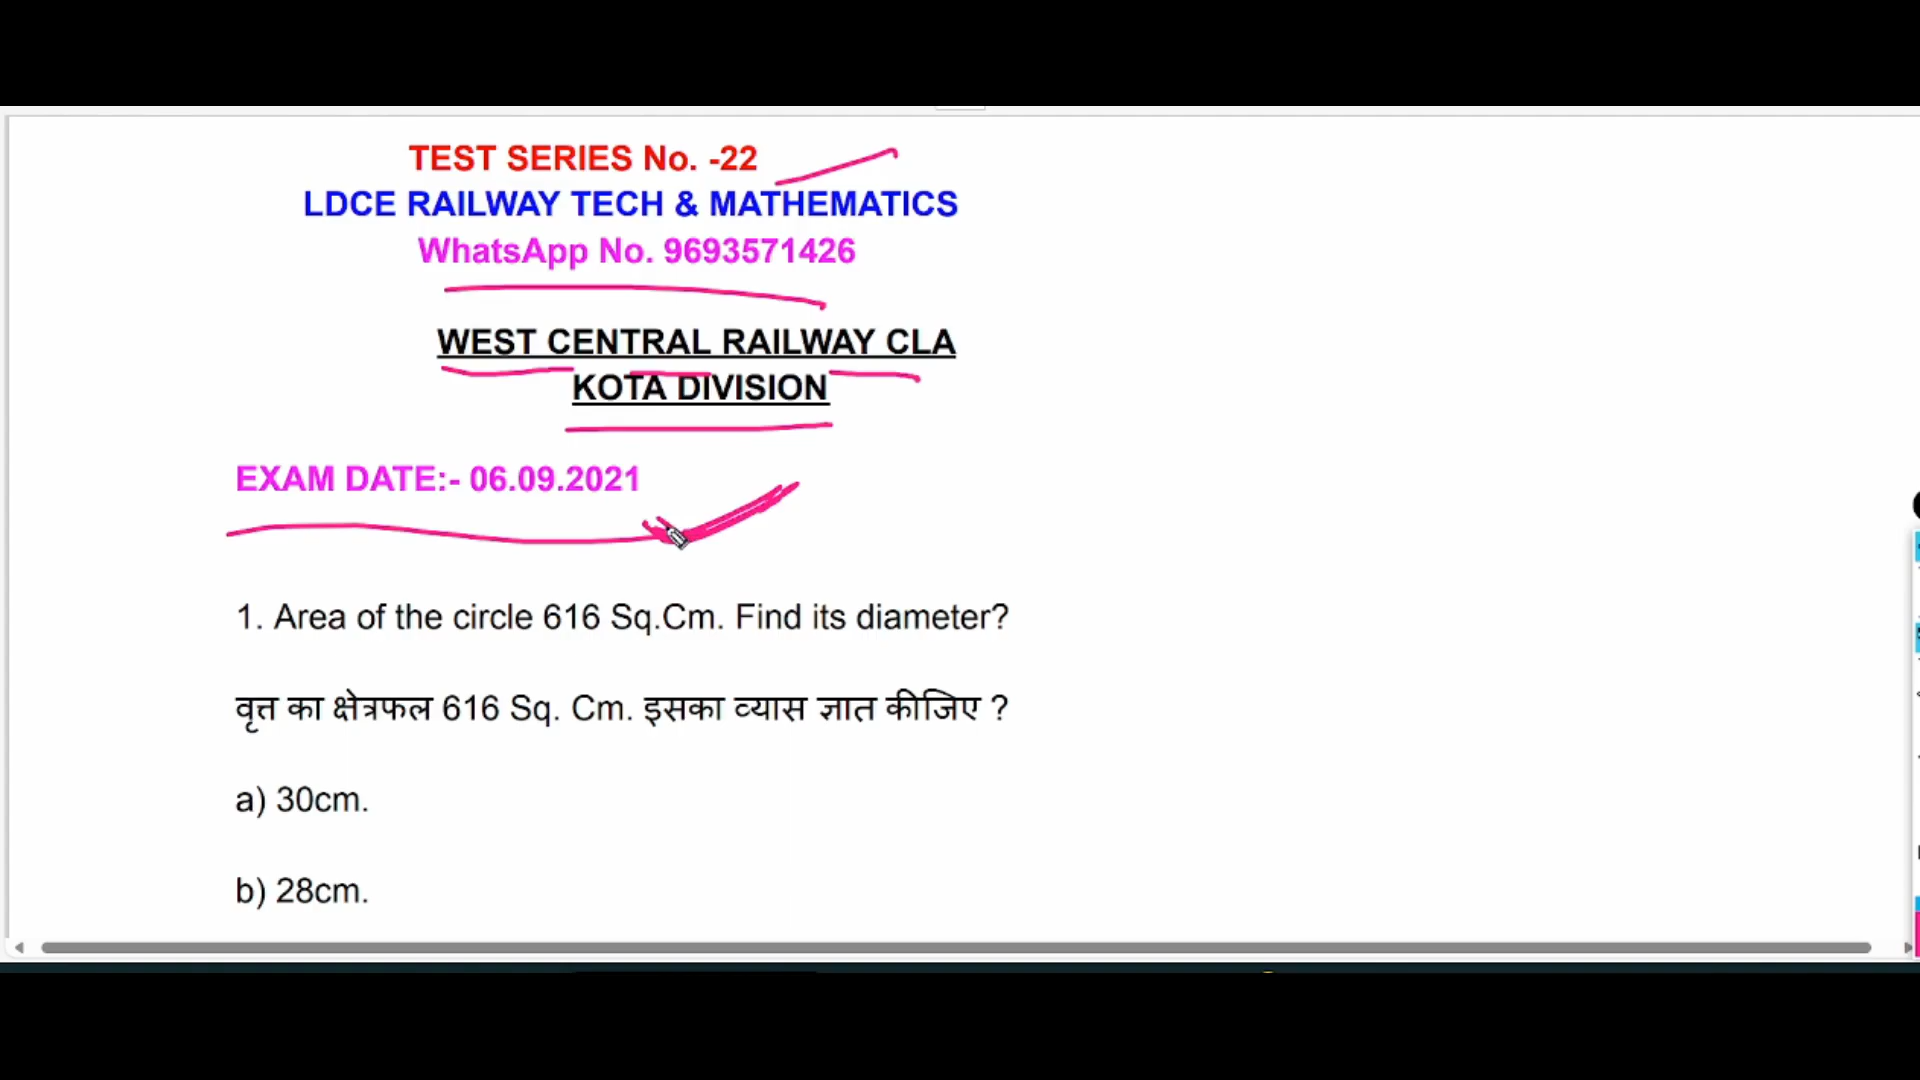 TEST SERIES No. -22
LDCE RAILWAY TECH & MATHEMATICS
WhatsApp No. 9693571426
WEST CENTRAL RAILWAY CLA
KOTA DIVISION
EXAM DATE:- 06.09.2021
1. Area of the circle 616 Sq.Cm. Find its diameter?
वृत्त का क्षेत्रफल 616 Sq. Cm. इसका व्यास ज्ञात कीजिए ?
a) 30cm.
b) 28cm.